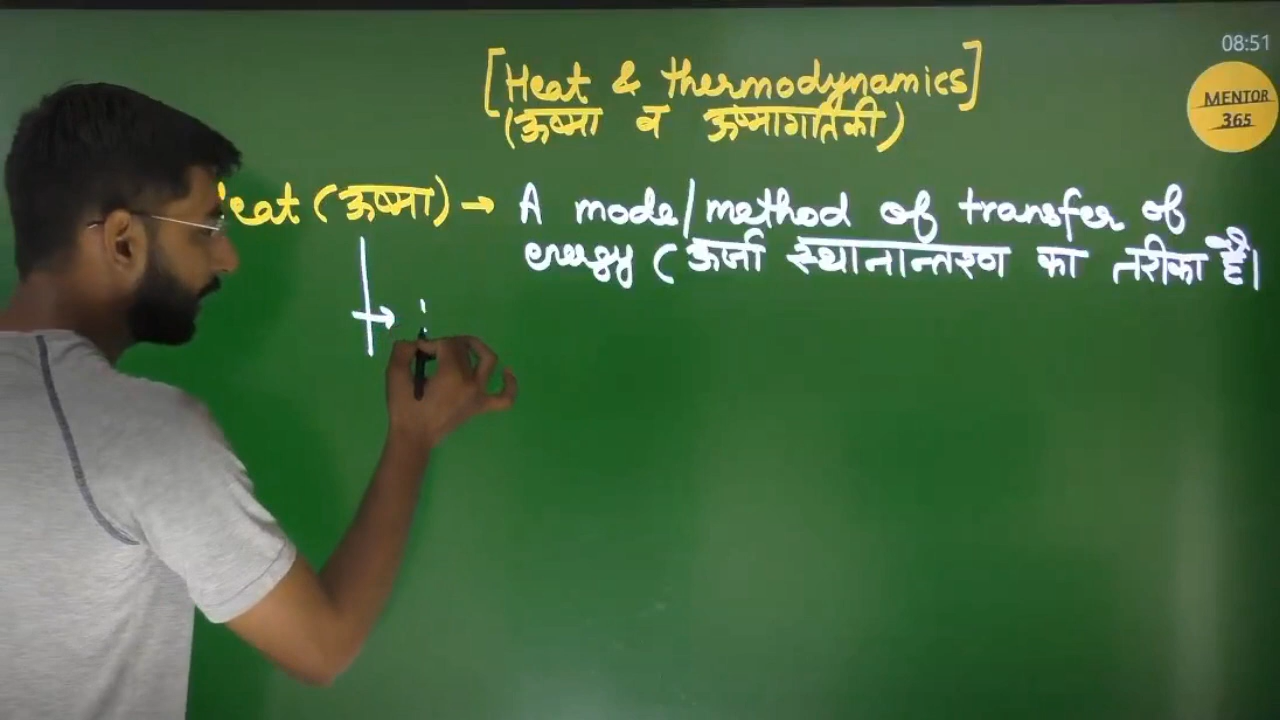 08:51
MENTOR
365
[Heat & thermodynamics]
(ऊष्मा व ऊष्मागतिकी)
Heat (ऊष्मा) → A mode/method of transfer of
energy (ऊर्जा स्थानान्तरण का तरीका है।